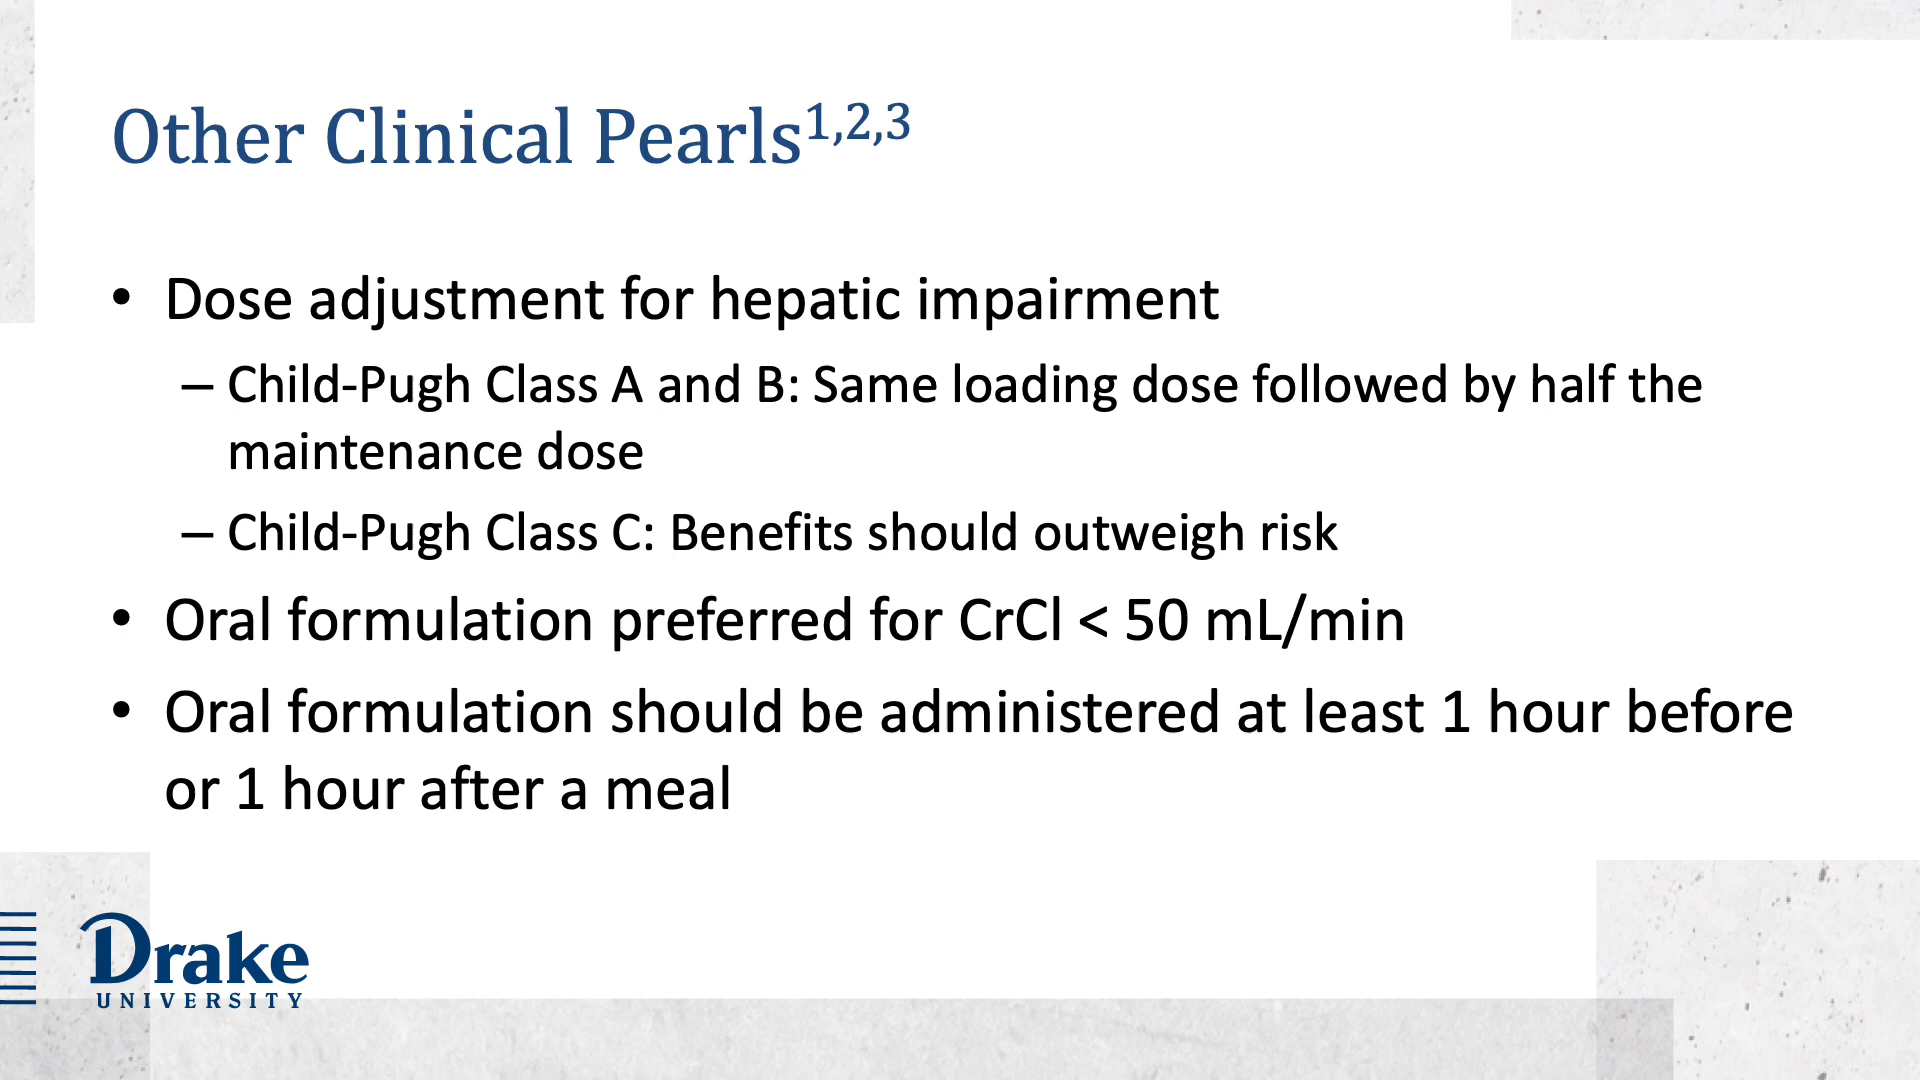 Other Clinical Pearls1,2,3
• Dose adjustment for hepatic impairment
– Child-Pugh Class A and B: Same loading dose followed by half the
maintenance dose
– Child-Pugh Class C: Benefits should outweigh risk
• Oral formulation preferred for CrCl < 50 mL/min
• Oral formulation should be administered at least 1 hour before
or 1 hour after a meal
Drake
UNIVERSITY